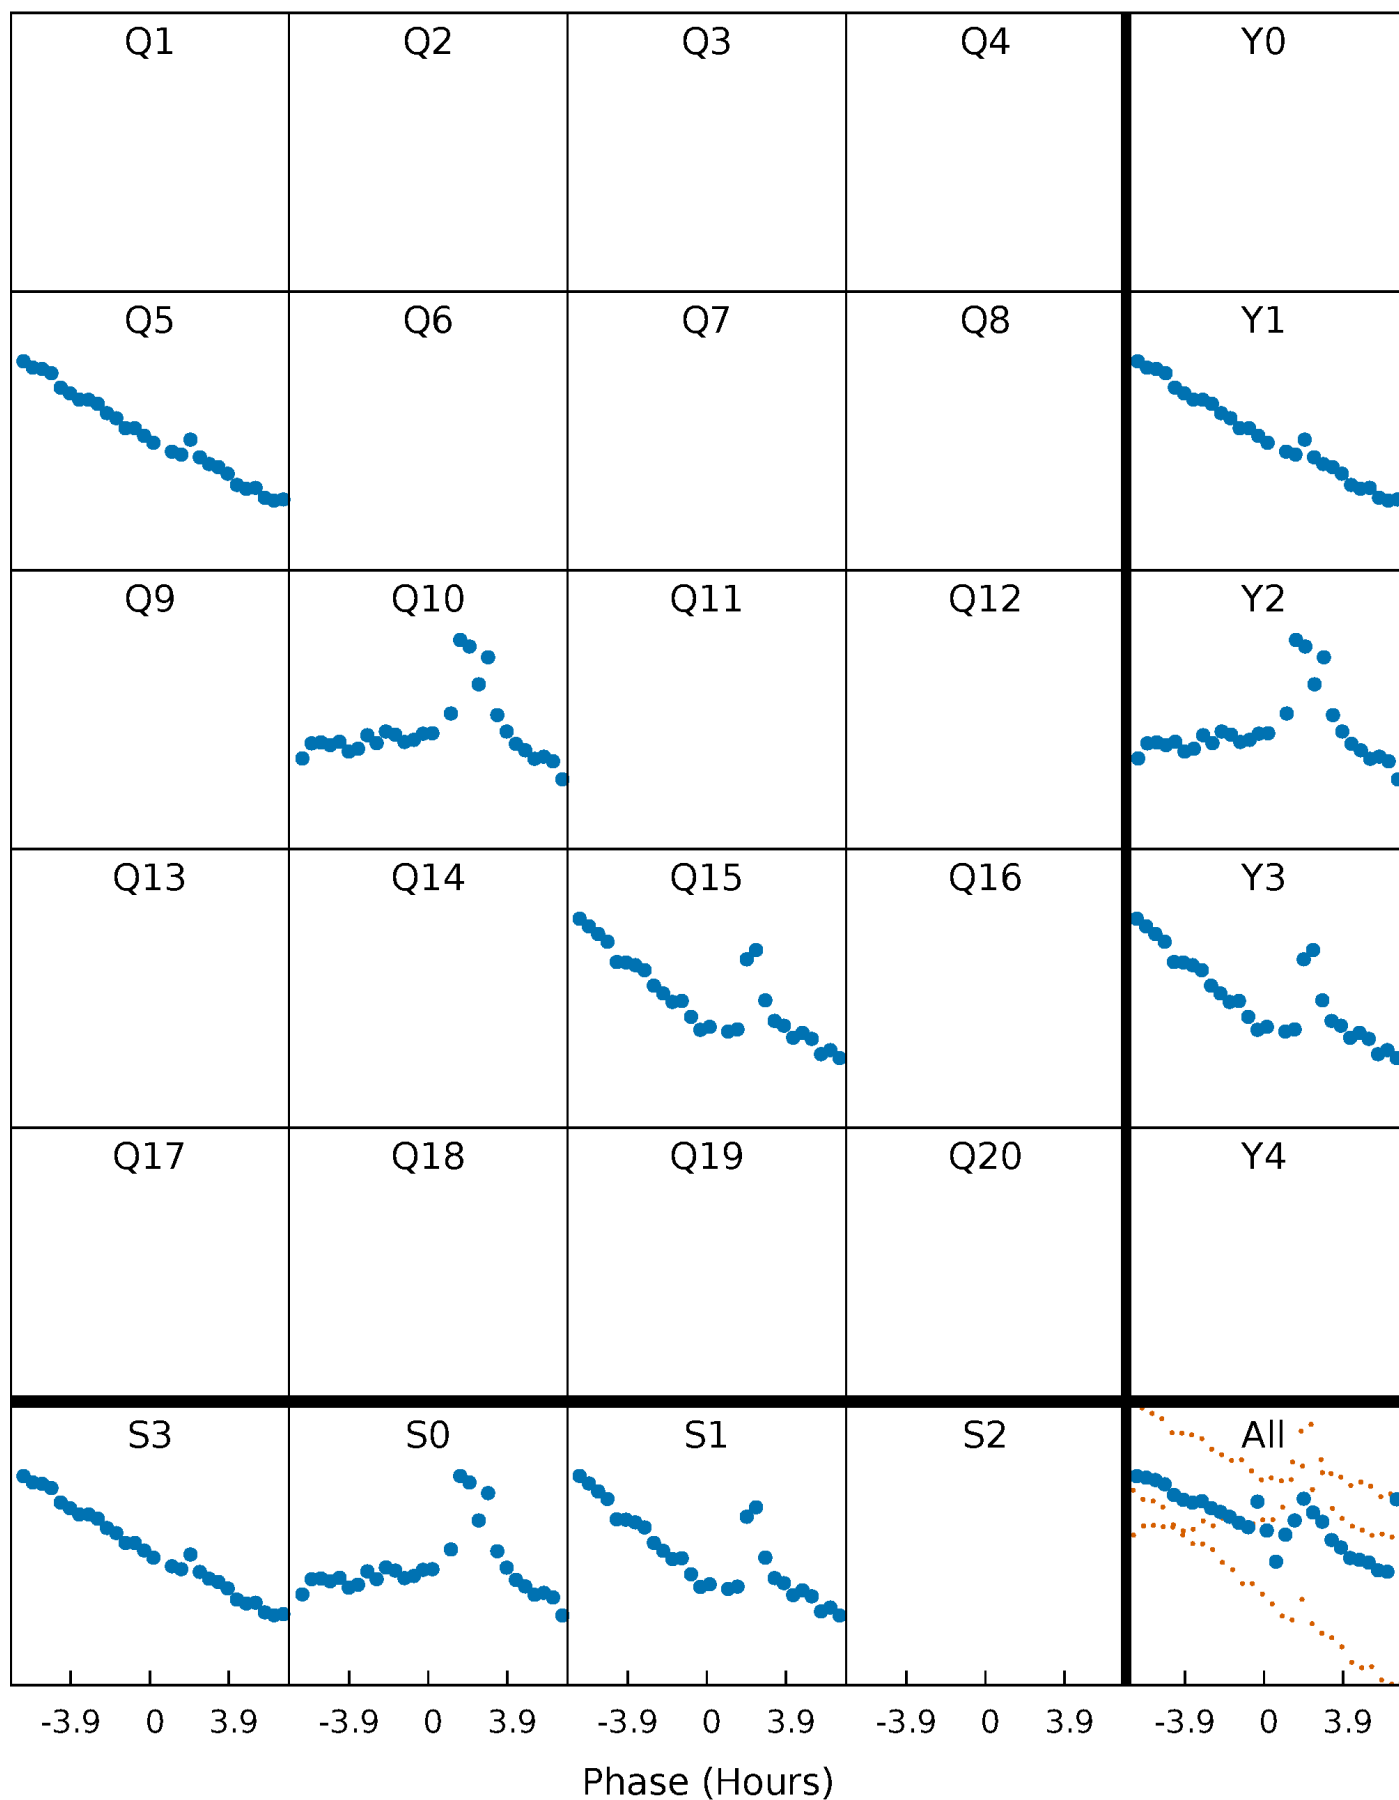 Q1 Q2 Q3 Q4 Y0
Q5 Q6 Q7 Q8 Y1
Q9 Q10 Q11 Q12 Y2
Q13 Q14 Q15 Q16 Y3
Q17 Q18 Q19 Q20 Y4
S3 S0 S1 S2 All
-3.9 0 3.9 -3.9 0 3.9 -3.9 0 3.9 -3.9 0 3.9 -3.9 0 3.9
Phase (Hours)